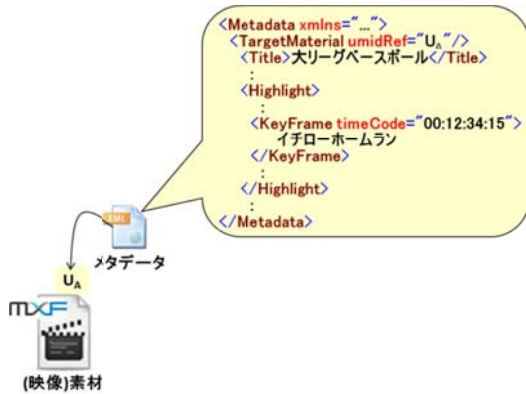 <Metadata xmlns="…">
<TargetMaterial umidRef="UA"/>
<Title>大リーグベースボール</Title>
:
<Highlight>
:
<KeyFrame timeCode="00:12:34:15">
イチローホームラン
</KeyFrame>
:
</Highlight>
:
</Metadata>
XML
メタデータ
UA
MXF
(映像)素材